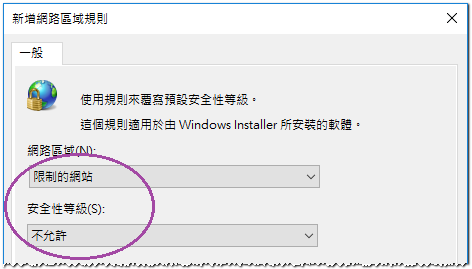 新增網路區域規則
一般
使用規則來覆寫預設安全性等級。
這個規則適用於由 Windows Installer 所安裝的軟體。
網路區域(N):
限制的網站
安全性等級(S):
不允許